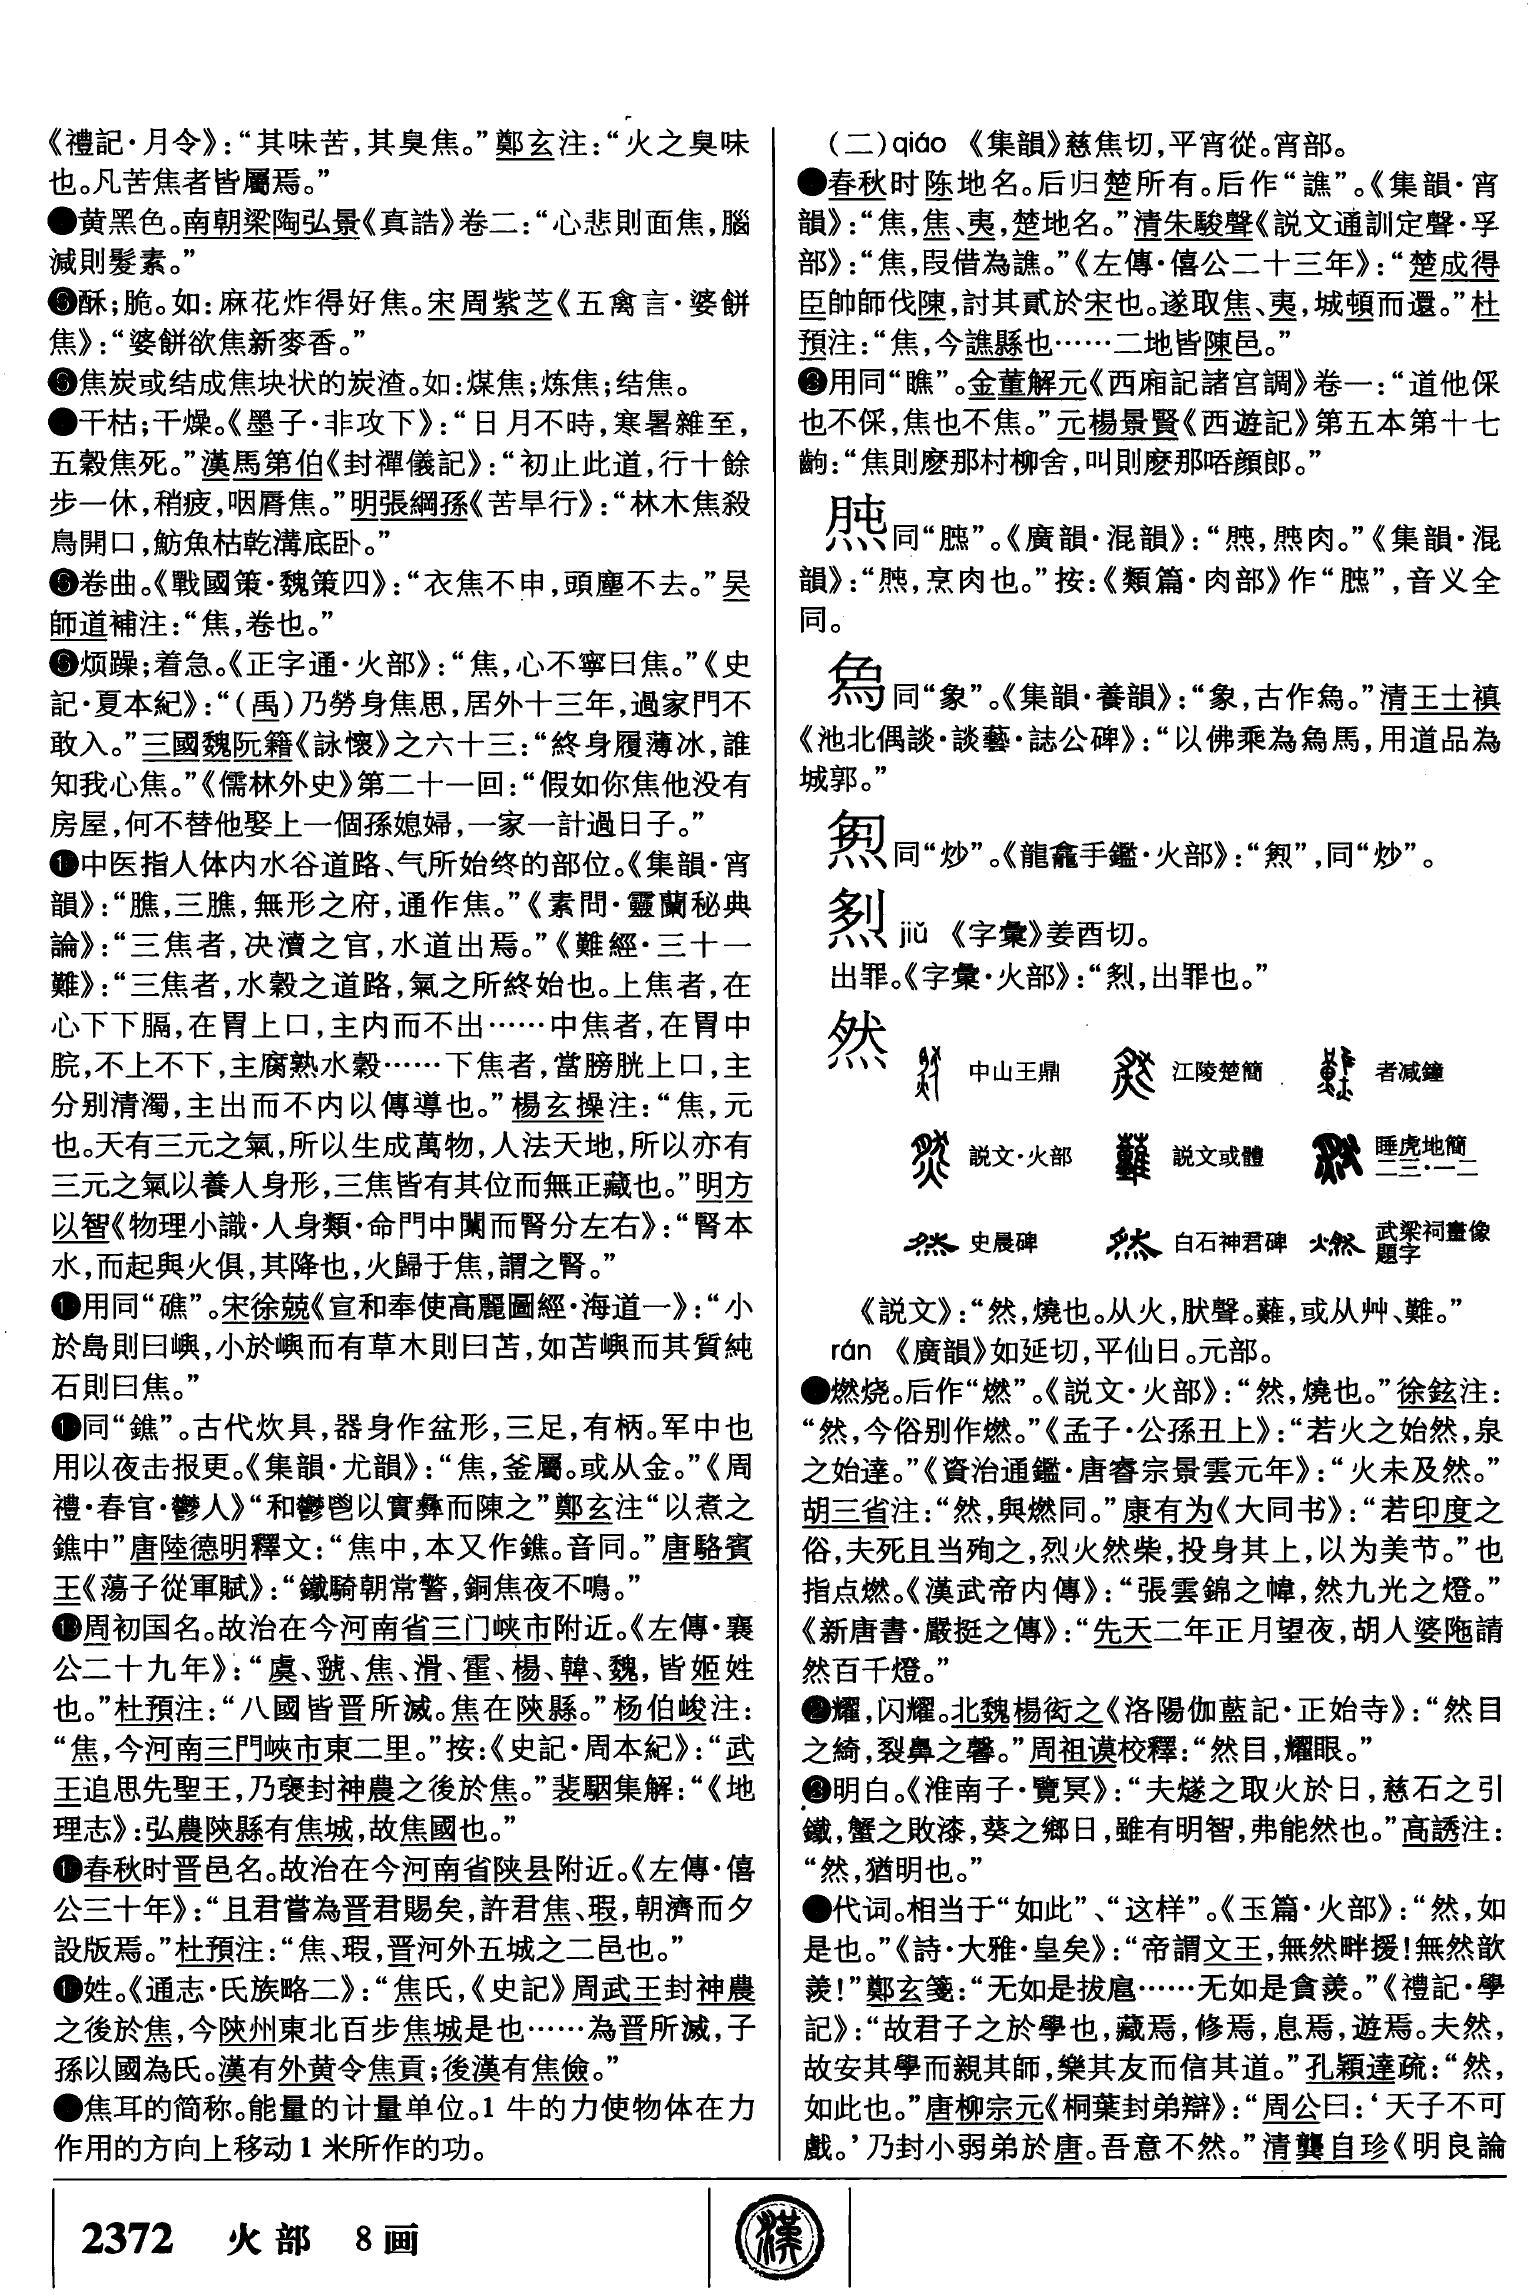 《禮記·月令》：“其味苦，其臭焦。”鄭玄注：“火之臭味
也。凡苦焦者皆屬焉。”
黄黑色。南朝梁陶弘景《真誥》卷二：“心悲則面焦，腦
減則髮素。”
酥；脆。如：麻花炸得好焦。宋周紫芝《五禽言·婆餅
焦》：“婆餅欲焦新麥香。”
焦炭或结成焦块状的炭渣。如：煤焦；炼焦；结焦。
干枯；干燥。《墨子·非攻下》：“日月不時，寒暑雜至，
五穀焦死。”漢馬第伯《封禪儀記》：“初止此道，行十餘
步一休，稍疲，咽脣焦。”明張綱孫《苦旱行》：“林木焦殺
鳥開口，魴魚枯乾溝底卧。”
卷曲。《戰國策·魏策四》：“衣焦不申，頭塵不去。”吴
師道補注：“焦，卷也。”
烦躁；着急。《正字通·火部》：“焦，心不寧曰焦。”《史
記·夏本紀》：“（禹）乃勞身焦思，居外十三年，過家門不
敢入。”三國魏阮籍《詠懷》之六十三：“終身履薄冰，誰
知我心焦。”《儒林外史》第二十一回：“假如你焦他没有
房屋，何不替他娶上一個孫媳婦，一家一計過日子。”
中医指人体内水谷道路、气所始终的部位。《集韻·宵
韻》：“膲，三膲，無形之府，通作焦。”《素問·靈蘭秘典
論》：“三焦者，決瀆之官，水道出焉。”《難經·三十一
難》：“三焦者，水穀之道路，氣之所終始也。上焦者，在
心下下膈，在胃上口，主内而不出……中焦者，在胃中
脘，不上不下，主腐熟水穀……下焦者，當膀胱上口，主
分别清濁，主出而不内以傳導也。”楊玄操注：“焦，元
也。天有三元之氣，所以生成萬物，人法天地，所以亦有
三元之氣以養人身形，三焦皆有其位而無正藏也。”明方
以智《物理小識·人身類·命門中闌而腎分左右》：“腎本
水，而起與火俱，其降也，火歸于焦，謂之腎。”
用同“礁”。宋徐兢《宣和奉使高麗圖經·海道一》：“小
於島則曰嶼，小於嶼而有草木則曰苫，如苫嶼而其質純
石則曰焦。”
同“鐎”。古代炊具，器身作盆形，三足，有柄。军中也
用以夜击报更。《集韻·尤韻》：“焦，釜屬。或从金。”《周
禮·春官·鬱人》“和鬱鬯以實彝而陳之”鄭玄注“以煮之
鐎中”唐陸德明釋文：“焦中，本又作鐎。音同。”唐駱賓
王《蕩子從軍賦》：“鐵騎朝常警，銅焦夜不鳴。”
周初国名。故治在今河南省三门峡市附近。《左傳·襄
公二十九年》：“虞、虢、焦、滑、霍、楊、韓、魏，皆姬姓
也。”杜預注：“八國皆晋所滅。焦在陝縣。”杨伯峻注：
“焦，今河南三門峽市東二里。”按：《史記·周本紀》：“武
王追思先聖王，乃襃封神農之後於焦。”裴駰集解：“《地
理志》：弘農陝縣有焦城，故焦國也。”
春秋时晋邑名。故治在今河南省陕县附近。《左傳·僖
公三十年》：“且君嘗為晋君賜矣，許君焦、瑕，朝濟而夕
設版焉。”杜預注：“焦、瑕，晋河外五城之二邑也。”
姓。《通志·氏族略二》：“焦氏，《史記》周武王封神農
之後於焦，今陝州東北百步焦城是也……為晋所滅，子
孫以國為氏。漢有外黄令焦貢；後漢有焦儉。”
焦耳的简称。能量的计量单位。1牛的力使物体在力
作用的方向上移动1米所作的功。
（二）qiáo 《集韻》慈焦切，平宵從。宵部。
春秋时陈地名。后归楚所有。后作“譙”。《集韻·宵
韻》：“焦，焦、夷，楚地名。”清朱駿聲《説文通訓定聲·孚
部》：“焦，叚借為譙。”《左傳·僖公二十三年》：“楚成得
臣帥師伐陳，討其貳於宋也。遂取焦、夷，城頓而還。”杜
預注：“焦，今譙縣也……二地皆陳邑。”
❷用同“瞧”。金董解元《西廂記諸宫調》卷一：“道他倸
也不倸，焦也不焦。”元楊景賢《西遊記》第五本第十七
齣：“焦則麽那村柳舍，叫則麽那唘顔郎。”
同“䐇”。《廣韻·混韻》：“，肉。”《集韻·混
韻》：“，烹肉也。”按：《類篇·肉部》作“䐇”，音义全
同。
同“象”。《集韻·養韻》：“象，古作𤉢。”清王士禛
《池北偶談·談藝·誌公碑》：“以佛乘為𤉢馬，用道品為
城郭。”
同“炒”。《龍龕手鑑·火部》：“”，同“炒”。
jiǔ 《字彙》姜酉切。
出罪。《字彙·火部》：“，出罪也。”
然 中山王鼎 江陵楚簡 者減鐘
説文·火部 説文或體 睡虎地簡二三·一二
史晨碑 白石神君碑 武梁祠畫像題字
《説文》：“然，燒也。从火，肰聲。蘸，或从艸、難。”
rán 《廣韻》如延切，平仙日。元部。
燃烧。后作“燃”。《説文·火部》：“然，燒也。”徐鉉注：
“然，今俗别作燃。”《孟子·公孫丑上》：“若火之始然，泉
之始達。”《資治通鑑·唐睿宗景雲元年》：“火未及然。”
胡三省注：“然，與燃同。”康有为《大同书》：“若印度之
俗，夫死且当殉之，烈火然柴，投身其上，以为美节。”也
指点燃。《漢武帝内傳》：“張雲錦之幃，然九光之燈。”
《新唐書·嚴挺之傳》：“先天二年正月望夜，胡人婆陁請
然百千燈。”
❷耀，闪耀。北魏楊衒之《洛陽伽藍記·正始寺》：“然目
之綺，裂鼻之馨。”周祖谟校釋：“然目，耀眼。”
❸明白。《淮南子·覽冥》：“夫燧之取火於日，慈石之引
鐵，蟹之敗漆，葵之鄉日，雖有明智，弗能然也。”高誘注：
“然，猶明也。”
代词。相当于“如此”、“这样”。《玉篇·火部》：“然，如
是也。”《詩·大雅·皇矣》：“帝謂文王，無然畔援！無然歆
羨！”鄭玄箋：“无如是拔扈……无如是貪羨。”《禮記·學
記》：“故君子之於學也，藏焉，修焉，息焉，遊焉。夫然，
故安其學而親其師，樂其友而信其道。”孔穎達疏：“然，
如此也。”唐柳宗元《桐葉封弟辯》：“周公曰：‘天子不可
戲。’乃封小弱弟於唐。吾意不然。”清龔自珍《明良論
2372 火部 8画
漢